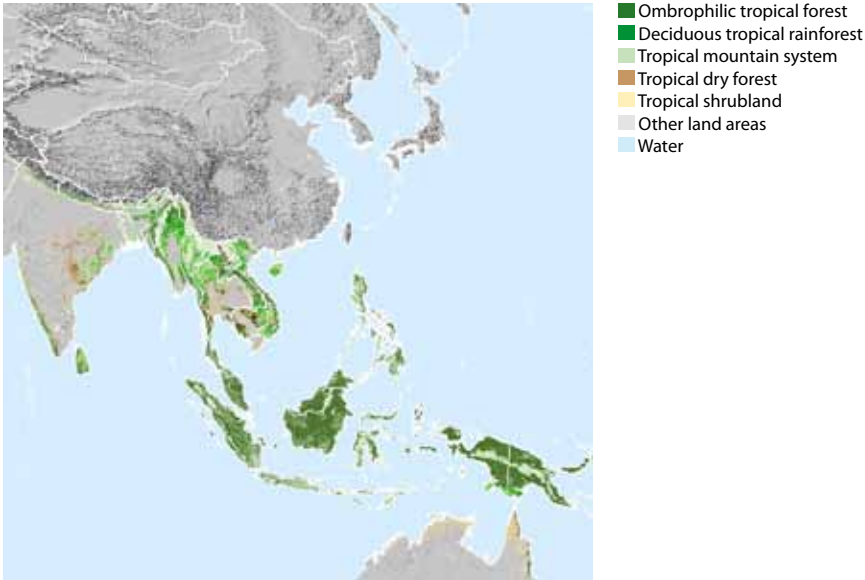 Ombrophilic tropical forest
Deciduous tropical rainforest
Tropical mountain system
Tropical dry forest
Tropical shrubland
Other land areas
Water